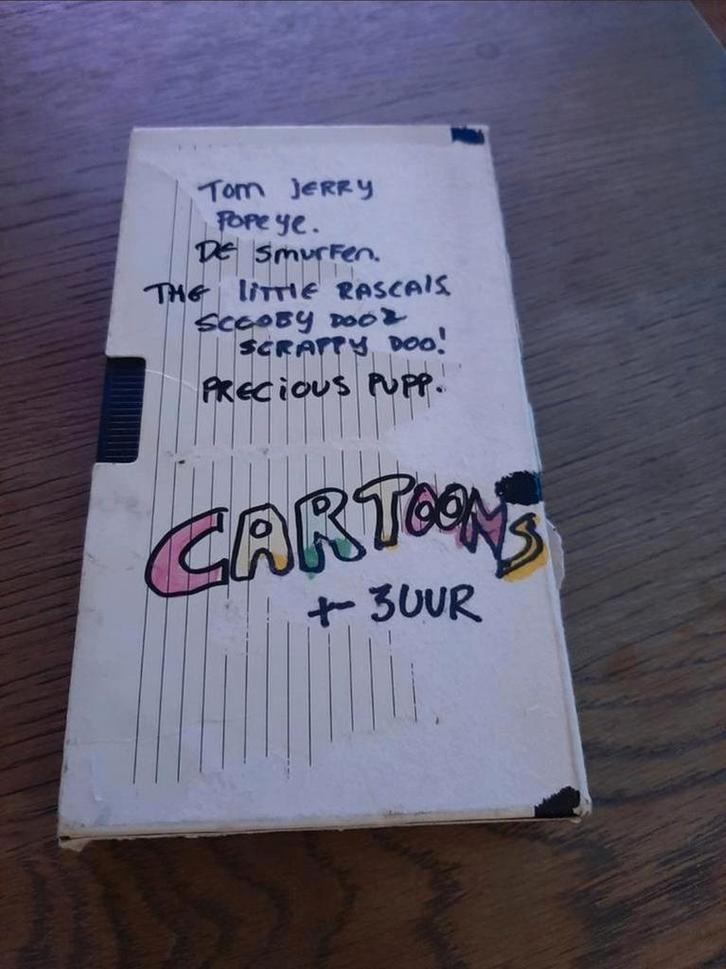 Tom JERRY
POPEYE.
DE SMURFEN.
THE LITTLE RASCALS
SCOOBY DOO &
SCRAPPY DOO!
PRECIOUS PUPP.
CARTOONS
+- 3UUR